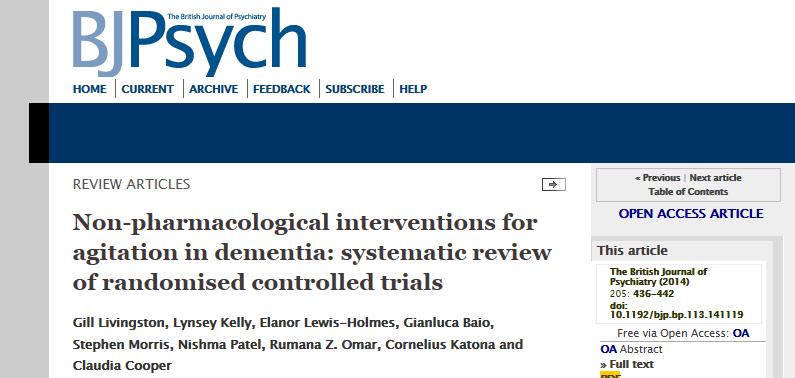 BJPsych
The British Journal of Psychiatry
HOME CURRENT ARCHIVE FEEDBACK SUBSCRIBE HELP
REVIEW ARTICLES
Non-pharmacological interventions for
agitation in dementia: systematic review
of randomised controlled trials
Gill Livingston, Lynsey Kelly, Elanor Lewis-Holmes, Gianluca Baio,
Stephen Morris, Nishma Patel, Rumana Z. Omar, Cornelius Katona and
Claudia Cooper
« Previous | Next article
Table of Contents
OPEN ACCESS ARTICLE
This article
The British Journal of
Psychiatry (2014)
205: 436-442
doi:
10.1192/bjp.bp.113.141119
Free via Open Access: OA
OA Abstract
» Full text
PDF